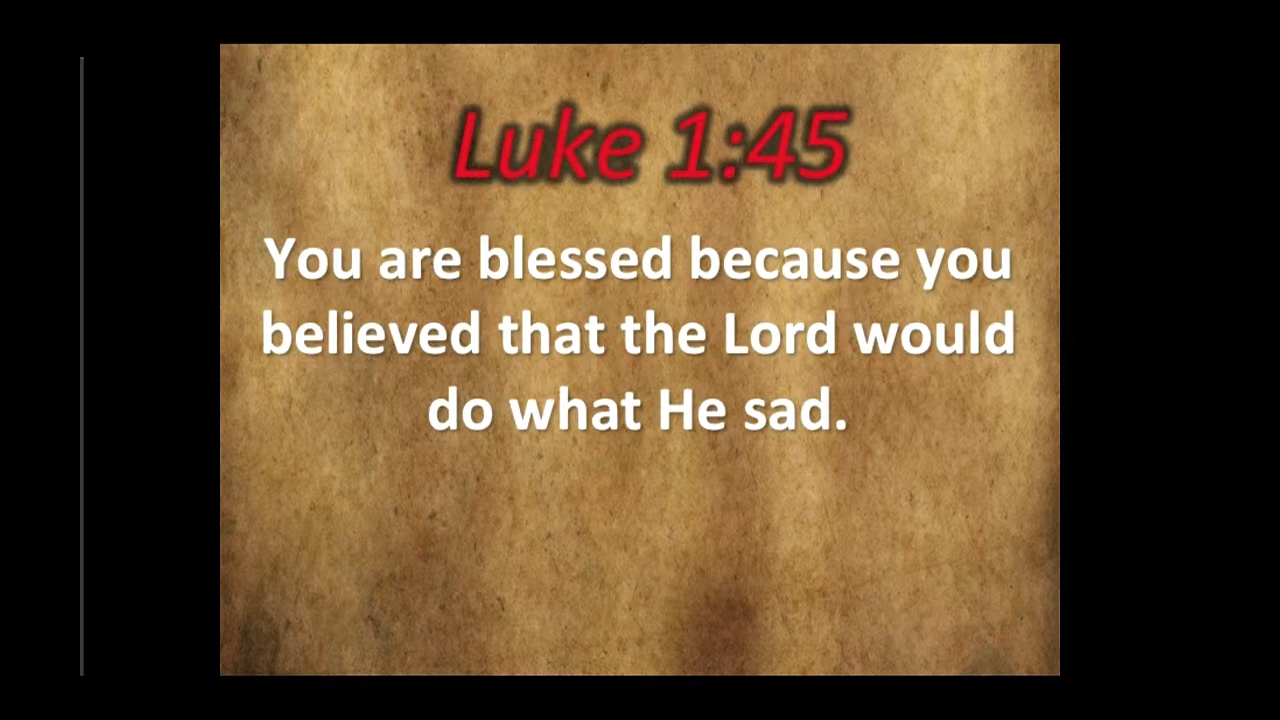 Luke 1:45
You are blessed because you
believed that the Lord would
do what He sad.